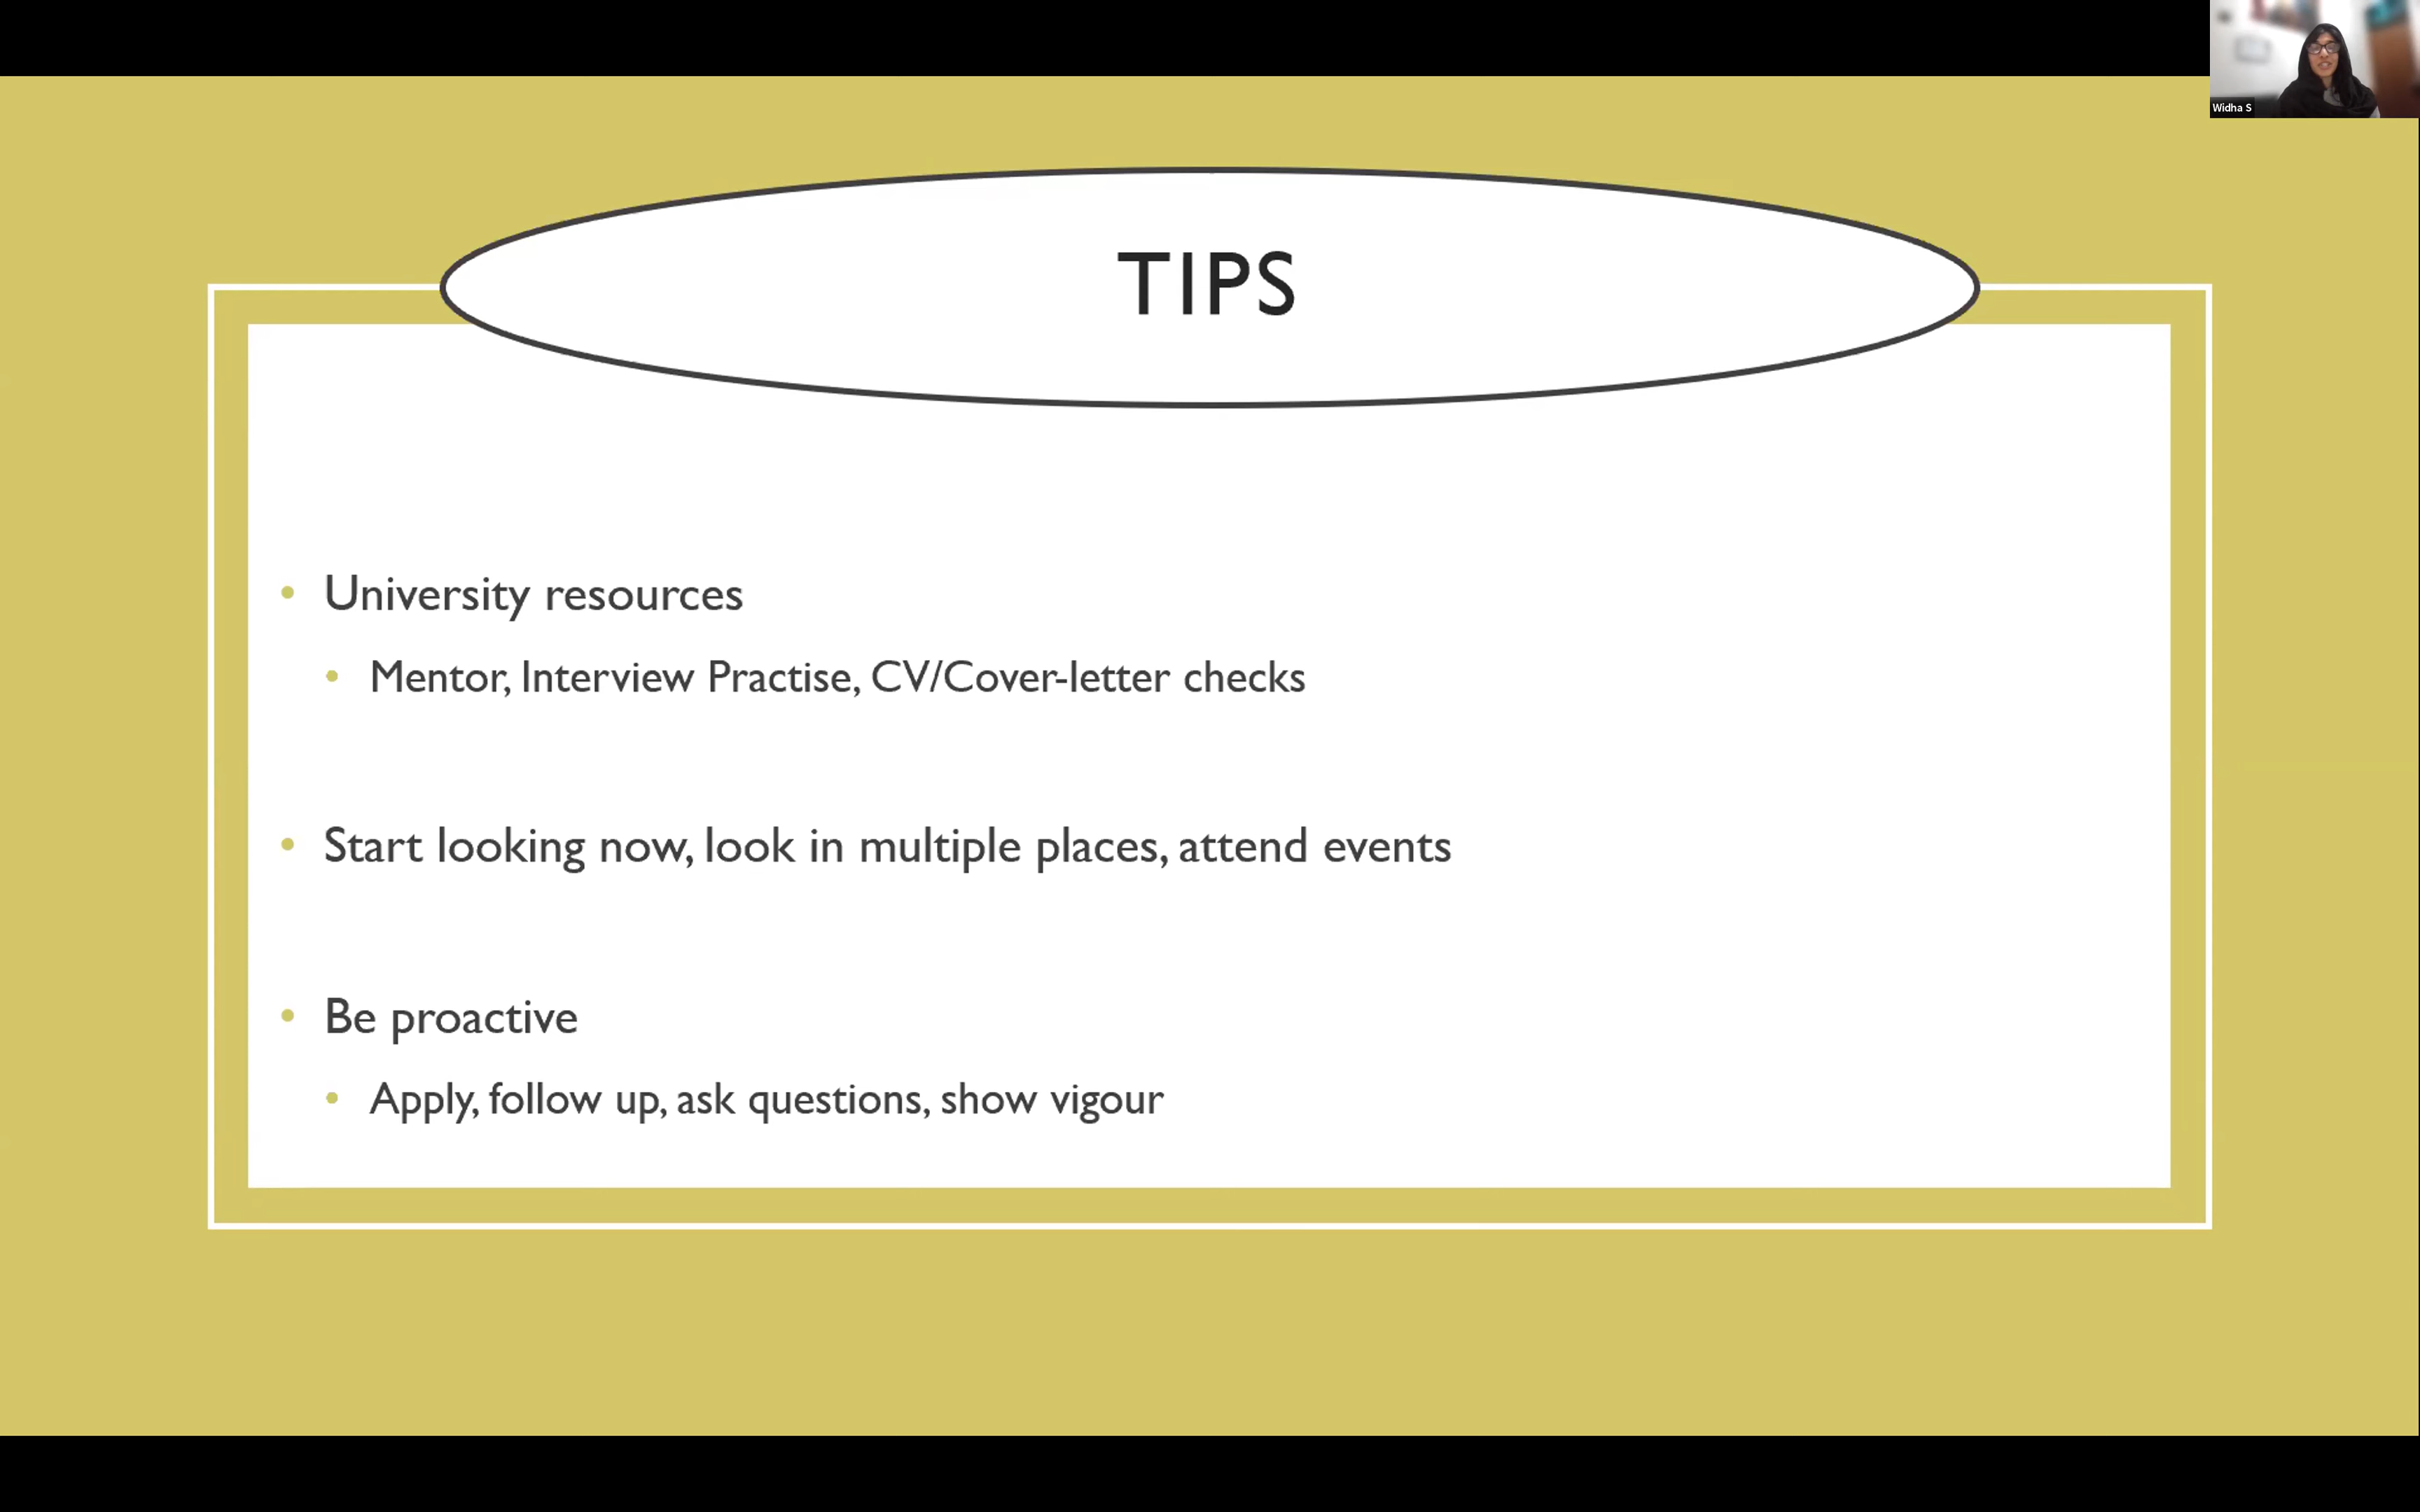 Widha S
TIPS
University resources
Mentor, Interview Practise, CV/Cover-letter checks
Start looking now, look in multiple places, attend events
Be proactive
Apply, follow up, ask questions, show vigour